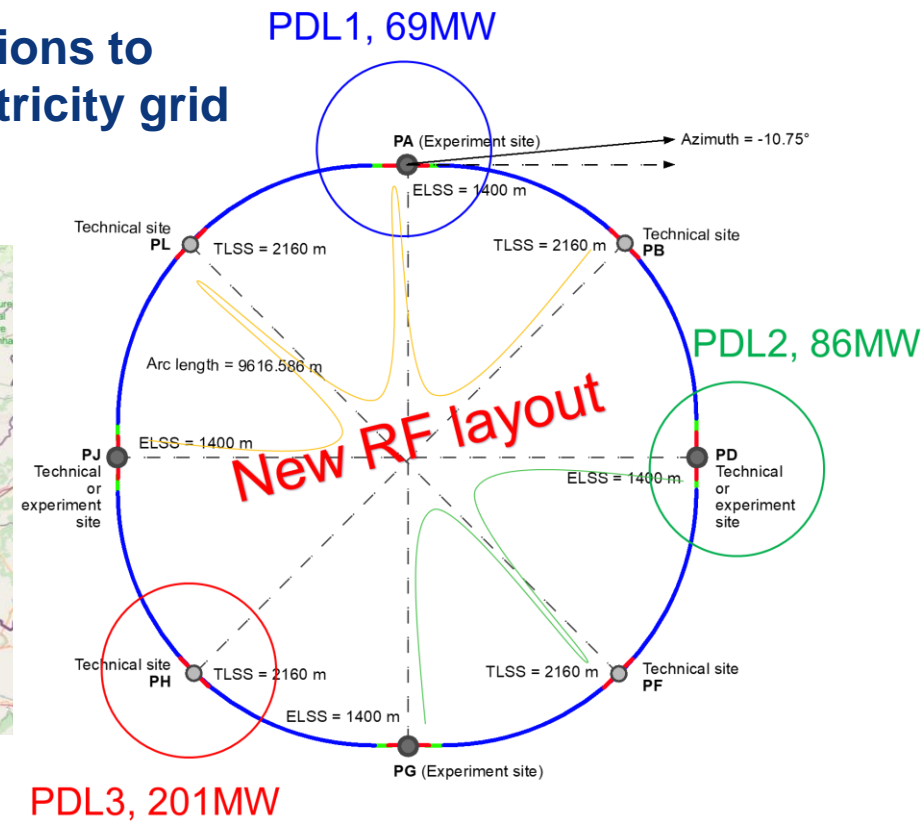 PDL1, 69MW
ions to
tricity grid
PA (Experiment site)
Azimuth = -10.75°
ELSS = 1400 m
Technical site
PL
TLSS = 2160 m
TLSS = 2160 m
Technical site
PB
PDL2, 86MW
Arc length = 9616.586 m
New RF layout
PJ
Technical
or
experiment
site
ELSS = 1400 m
ELSS = 1400 m
PD
Technical
or
experiment
site
Technical site
PH
TLSS = 2160 m
TLSS = 2160 m
Technical site
PF
ELSS = 1400 m
PG (Experiment site)
PDL3, 201MW